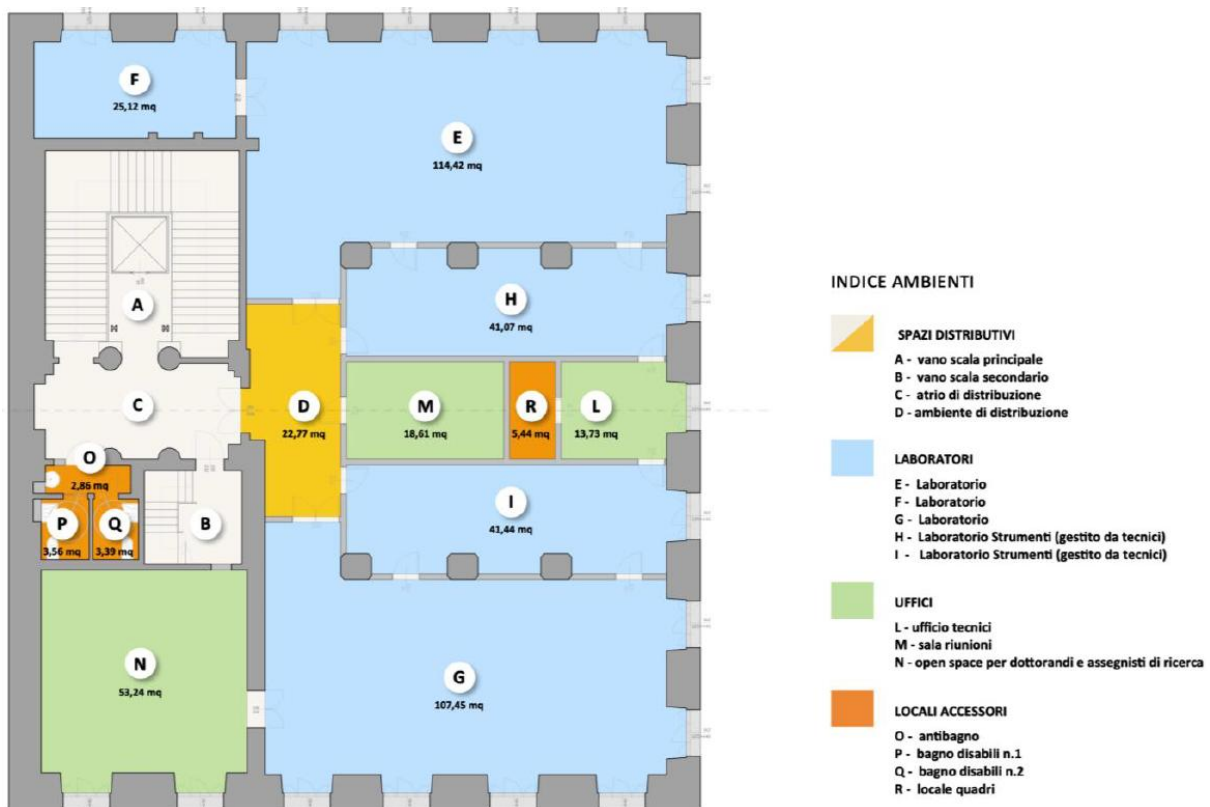 F
25,12 mq
E
114,42 mq
A
H
41,07 mq
C
D
22,77 mq
M
18,61 mq
R
5,44 mq
L
13,73 mq
O
2,86 mq
P
3,56 mq
Q
3,39 mq
B
I
41,44 mq
N
53,24 mq
G
107,45 mq
INDICE AMBIENTI
SPAZI DISTRIBUTIVI
A - vano scala principale
B - vano scala secondario
C - atrio di distribuzione
D - ambiente di distribuzione
LABORATORI
E - Laboratorio
F - Laboratorio
G - Laboratorio
H - Laboratorio Strumenti (gestito da tecnici)
I - Laboratorio Strumenti (gestito da tecnici)
UFFICI
L - ufficio tecnici
M - sala riunioni
N - open space per dottorandi e assegnisti di ricerca
LOCALI ACCESSORI
O - antibagno
P - bagno disabili n.1
Q - bagno disabili n.2
R - locale quadri